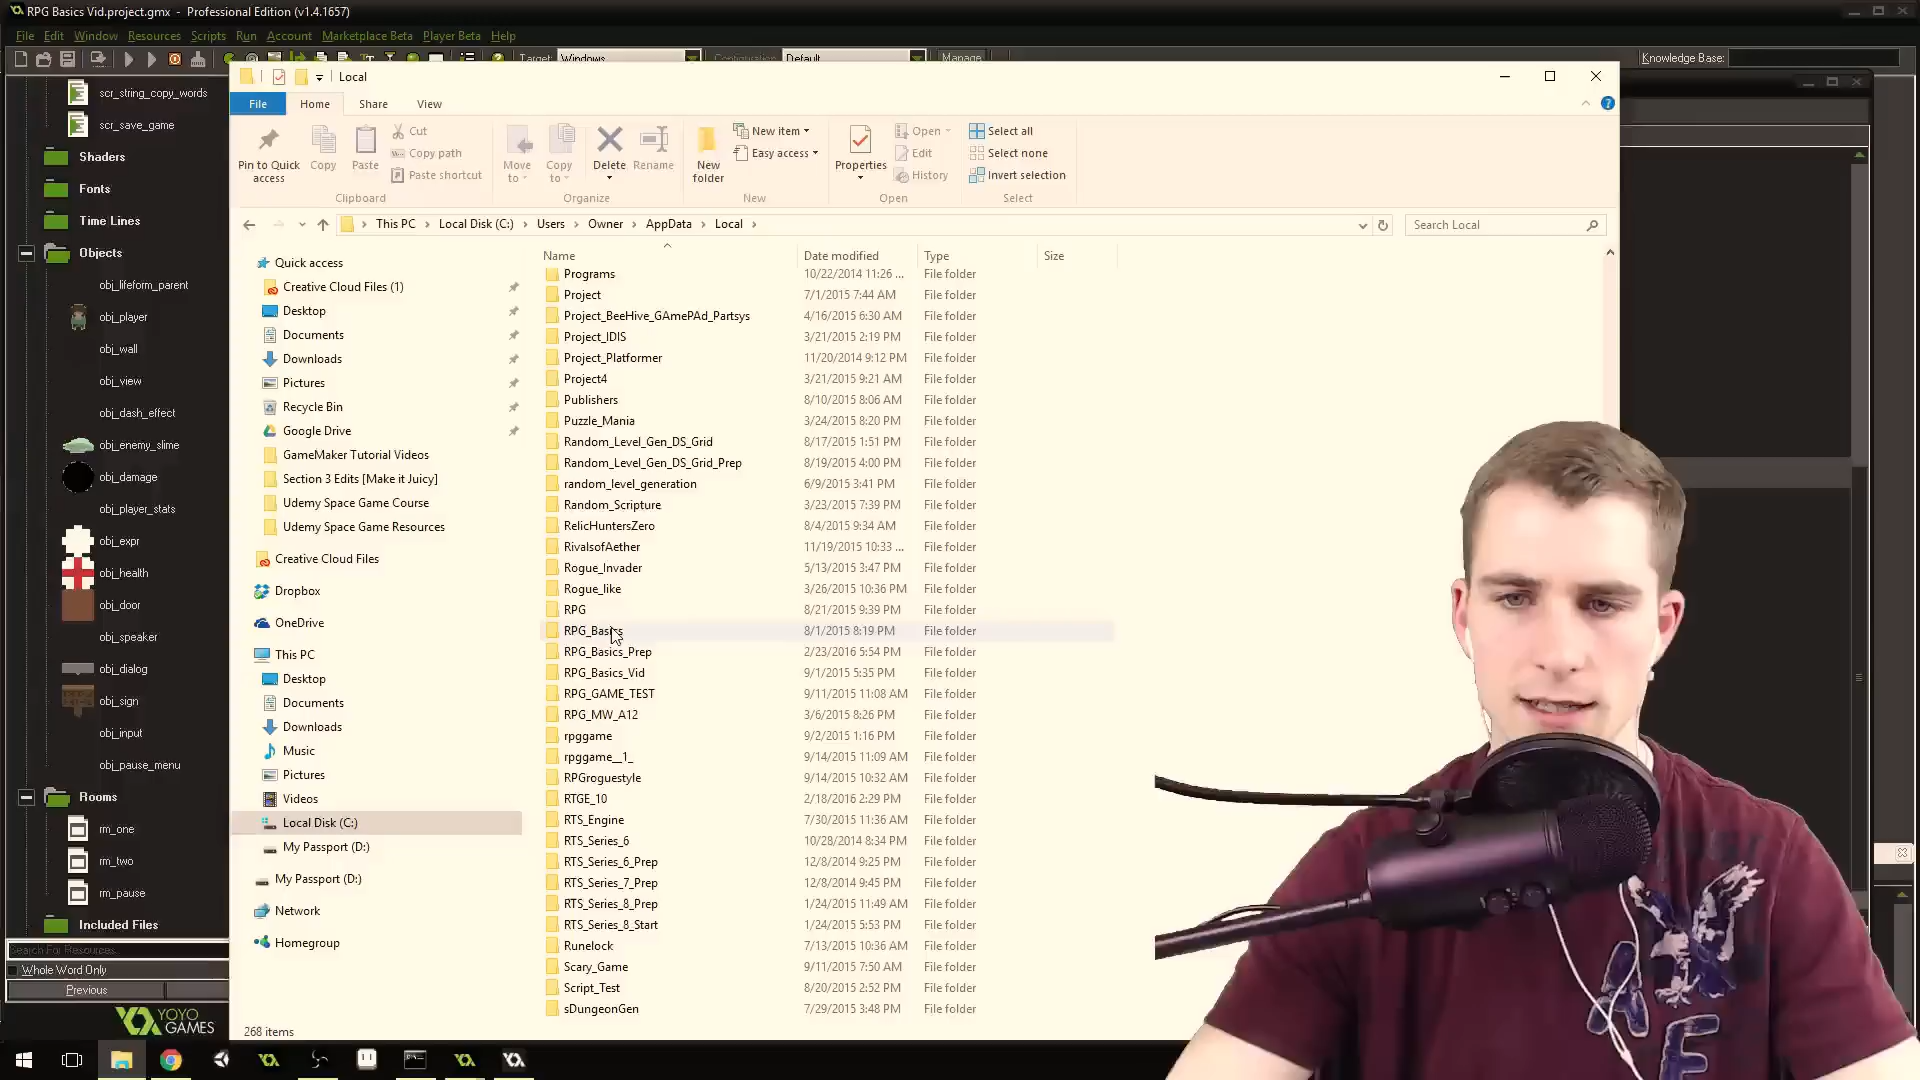 RPG Basics Vid.project.gmx - Professional Edition (v1.4.1657)
File Edit Window Resources Scripts Run Account Marketplace Beta Player Beta Help
Target: Windows Default Manage Knowledge Base:
Local
File Home Share View
Pin to Quick access
Copy
Paste
Cut
Copy path
Paste shortcut
Clipboard
Move to
Copy to
Delete
Rename
Organize
New folder
New item
Easy access
New
Properties
Open
Edit
History
Open
Select all
Select none
Invert selection
Select
This PC Local Disk (C:) Users Owner AppData Local
Search Local
scr_string_copy_words
scr_save_game
Shaders
Fonts
Time Lines
Objects
obj_lifeform_parent
obj_player
obj_wall
obj_view
obj_dash_effect
obj_enemy_slime
obj_damage
obj_player_stats
obj_expr
obj_health
obj_door
obj_speaker
obj_dialog
obj_sign
obj_input
obj_pause_menu
Rooms
rm_one
rm_two
rm_pause
Included Files
Search For Resources
Whole Word Only
Previous
YOYO GAMES
Quick access
Creative Cloud Files (1)
Desktop
Documents
Downloads
Pictures
Recycle Bin
Google Drive
GameMaker Tutorial Videos
Section 3 Edits [Make it Juicy]
Udemy Space Game Course
Udemy Space Game Resources
Creative Cloud Files
Dropbox
OneDrive
This PC
Desktop
Documents
Downloads
Music
Pictures
Videos
Local Disk (C:)
My Passport (D:)
My Passport (D:)
Network
Homegroup
Name Date modified Type Size
Programs 10/22/2014 11:26 ... File folder
Project 7/1/2015 7:44 AM File folder
Project_BeeHive_GAmePAd_Partsys 4/16/2015 6:30 AM File folder
Project_IDIS 3/21/2015 2:19 PM File folder
Project_Platformer 11/20/2014 9:12 PM File folder
Project4 3/21/2015 9:21 AM File folder
Publishers 8/10/2015 8:06 AM File folder
Puzzle_Mania 3/24/2015 8:20 PM File folder
Random_Level_Gen_DS_Grid 8/17/2015 1:51 PM File folder
Random_Level_Gen_DS_Grid_Prep 8/19/2015 4:00 PM File folder
random_level_generation 6/9/2015 3:41 PM File folder
Random_Scripture 3/23/2015 7:39 PM File folder
RelicHuntersZero 8/4/2015 9:34 AM File folder
RivalsofAether 11/19/2015 10:33 ... File folder
Rogue_Invader 5/13/2015 3:47 PM File folder
Rogue_like 3/26/2015 10:36 PM File folder
RPG 8/21/2015 9:39 PM File folder
RPG_Basics 8/1/2015 8:19 PM File folder
RPG_Basics_Prep 2/23/2016 5:54 PM File folder
RPG_Basics_Vid 9/1/2015 5:35 PM File folder
RPG_GAME_TEST 9/11/2015 11:08 AM File folder
RPG_MW_A12 3/6/2015 8:26 PM File folder
rpggame 9/2/2015 1:16 PM File folder
rpggame__1_ 9/14/2015 11:09 AM File folder
RPGroguestyle 9/14/2015 10:32 AM File folder
RTGE_10 2/18/2016 2:29 PM File folder
RTS_Engine 7/30/2015 11:36 AM File folder
RTS_Series_6 10/28/2014 8:34 PM File folder
RTS_Series_6_Prep 12/8/2014 9:25 PM File folder
RTS_Series_7_Prep 12/8/2014 9:45 PM File folder
RTS_Series_8_Prep 1/24/2015 11:49 AM File folder
RTS_Series_8_Start 1/24/2015 5:53 PM File folder
Runelock 7/13/2015 10:36 AM File folder
Scary_Game 9/11/2015 7:50 AM File folder
Script_Test 8/20/2015 2:52 PM File folder
sDungeonGen 7/29/2015 3:48 PM File folder
268 items